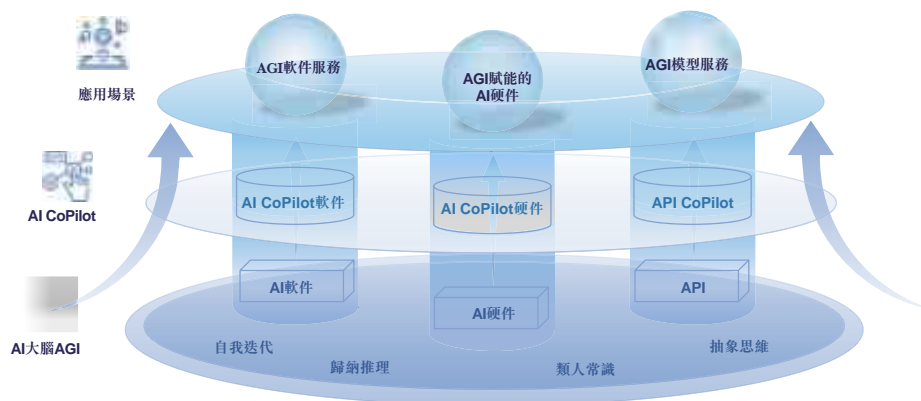 應用場景
AGI軟件服務
AGI賦能的
AI硬件
AGI模型服務
AI CoPilot
AI CoPilot軟件
AI CoPilot硬件
API CoPilot
AI大腦AGI
AI軟件
AI硬件
API
自我迭代
歸納推理
類人常識
抽象思維